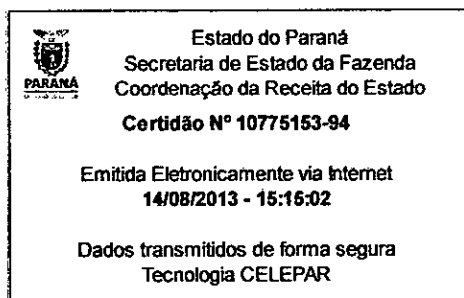 Estado do Paraná
Secretaria de Estado da Fazenda
PARANÁ
Coordenação da Receita do Estado
Certidão Nº 10775153-94
Emitida Eletronicamente via Internet
14/08/2013 - 15:15:02
Dados transmitidos de forma segura
Tecnologia CELEPAR